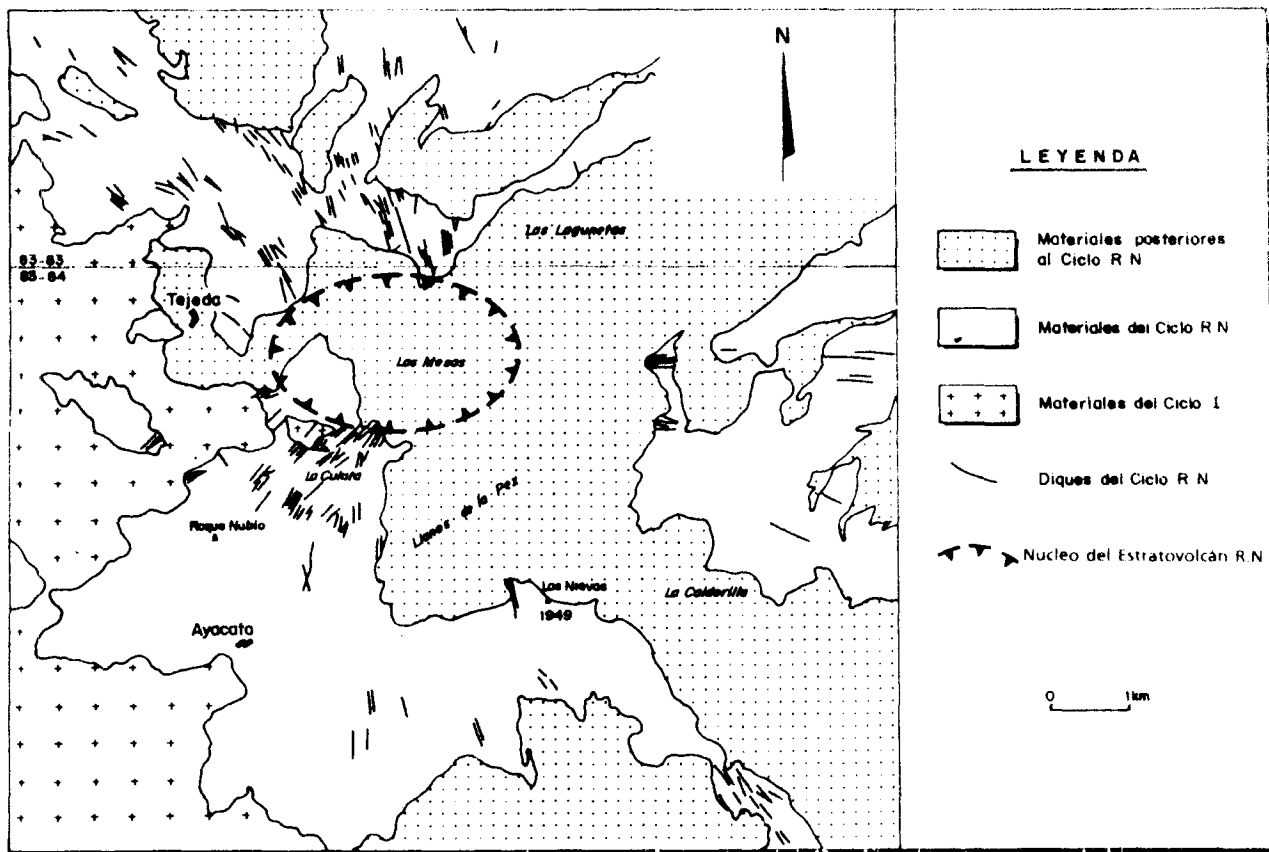 N
Las Lagunetas
83-83
85-84
Tejeda
Las Mesas
La Culata
Roque Nublo
Llanos de la pez
Las Nieves
1949
La Calderilla
Ayacata
LEYENDA
Materiales posteriores
al Ciclo R N
Materiales del Ciclo R N
Materiales del Ciclo I
Diques del Ciclo R N
Nucleo del Estratovolcán R.N
0 1km